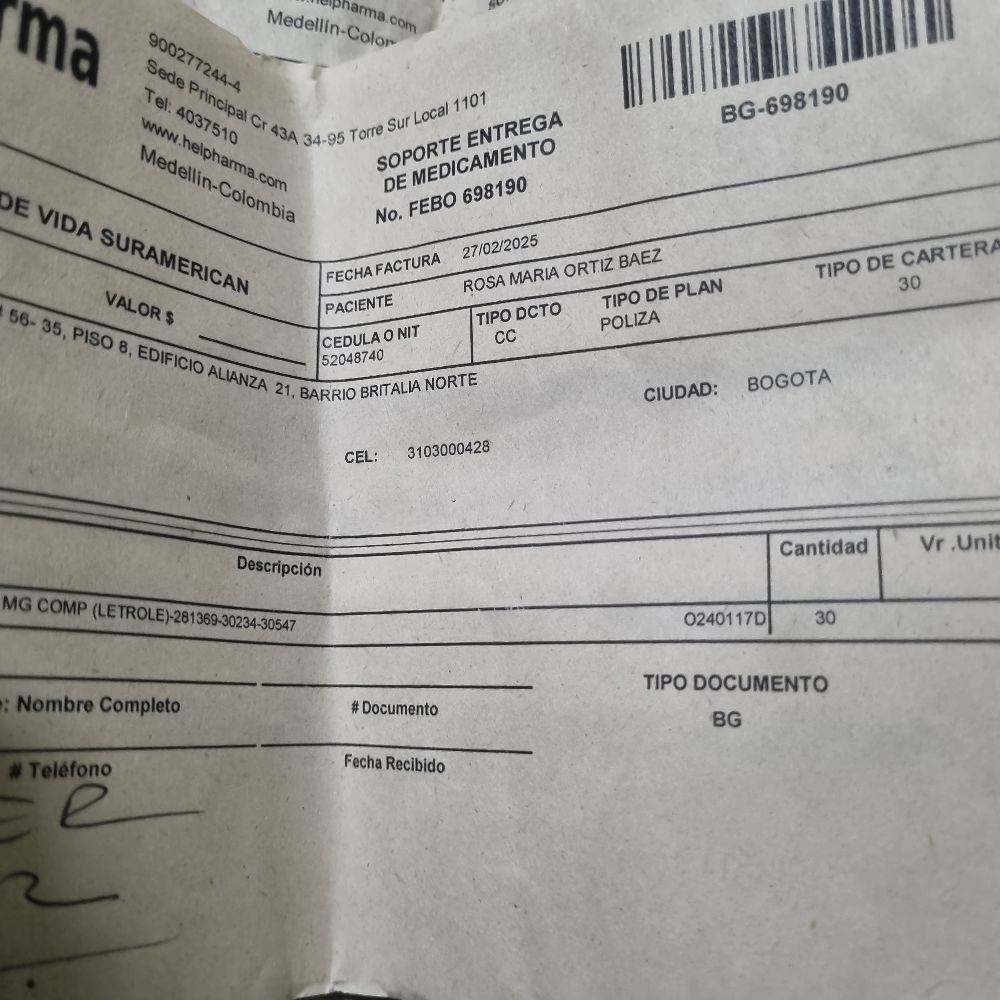 Medellín-Colon
rma
900277244-4
Sede Principal Cr 43A 34-95 Torre Sur Local 1101
Tel: 4037510
www.helpharma.com
Medellín-Colombia
SOPORTE ENTREGA
DE MEDICAMENTO
No. FEBO 698190
BG-698190
DE VIDA SURAMERICAN
VALOR $
FECHA FACTURA 27/02/2025
PACIENTE ROSA MARIA ORTIZ BAEZ
CEDULA O NIT
52048740
TIPO DCTO
CC
TIPO DE PLAN
POLIZA
TIPO DE CARTERA
30
56- 35, PISO 8, EDIFICIO ALIANZA 21, BARRIO BRITALIA NORTE
CIUDAD: BOGOTA
CEL: 3103000428
Descripción Cantidad Vr .Unit
MG COMP (LETROLE)-281369-30234-30547 O240117D 30
: Nombre Completo # Documento
TIPO DOCUMENTO
BG
# Teléfono Fecha Recibido